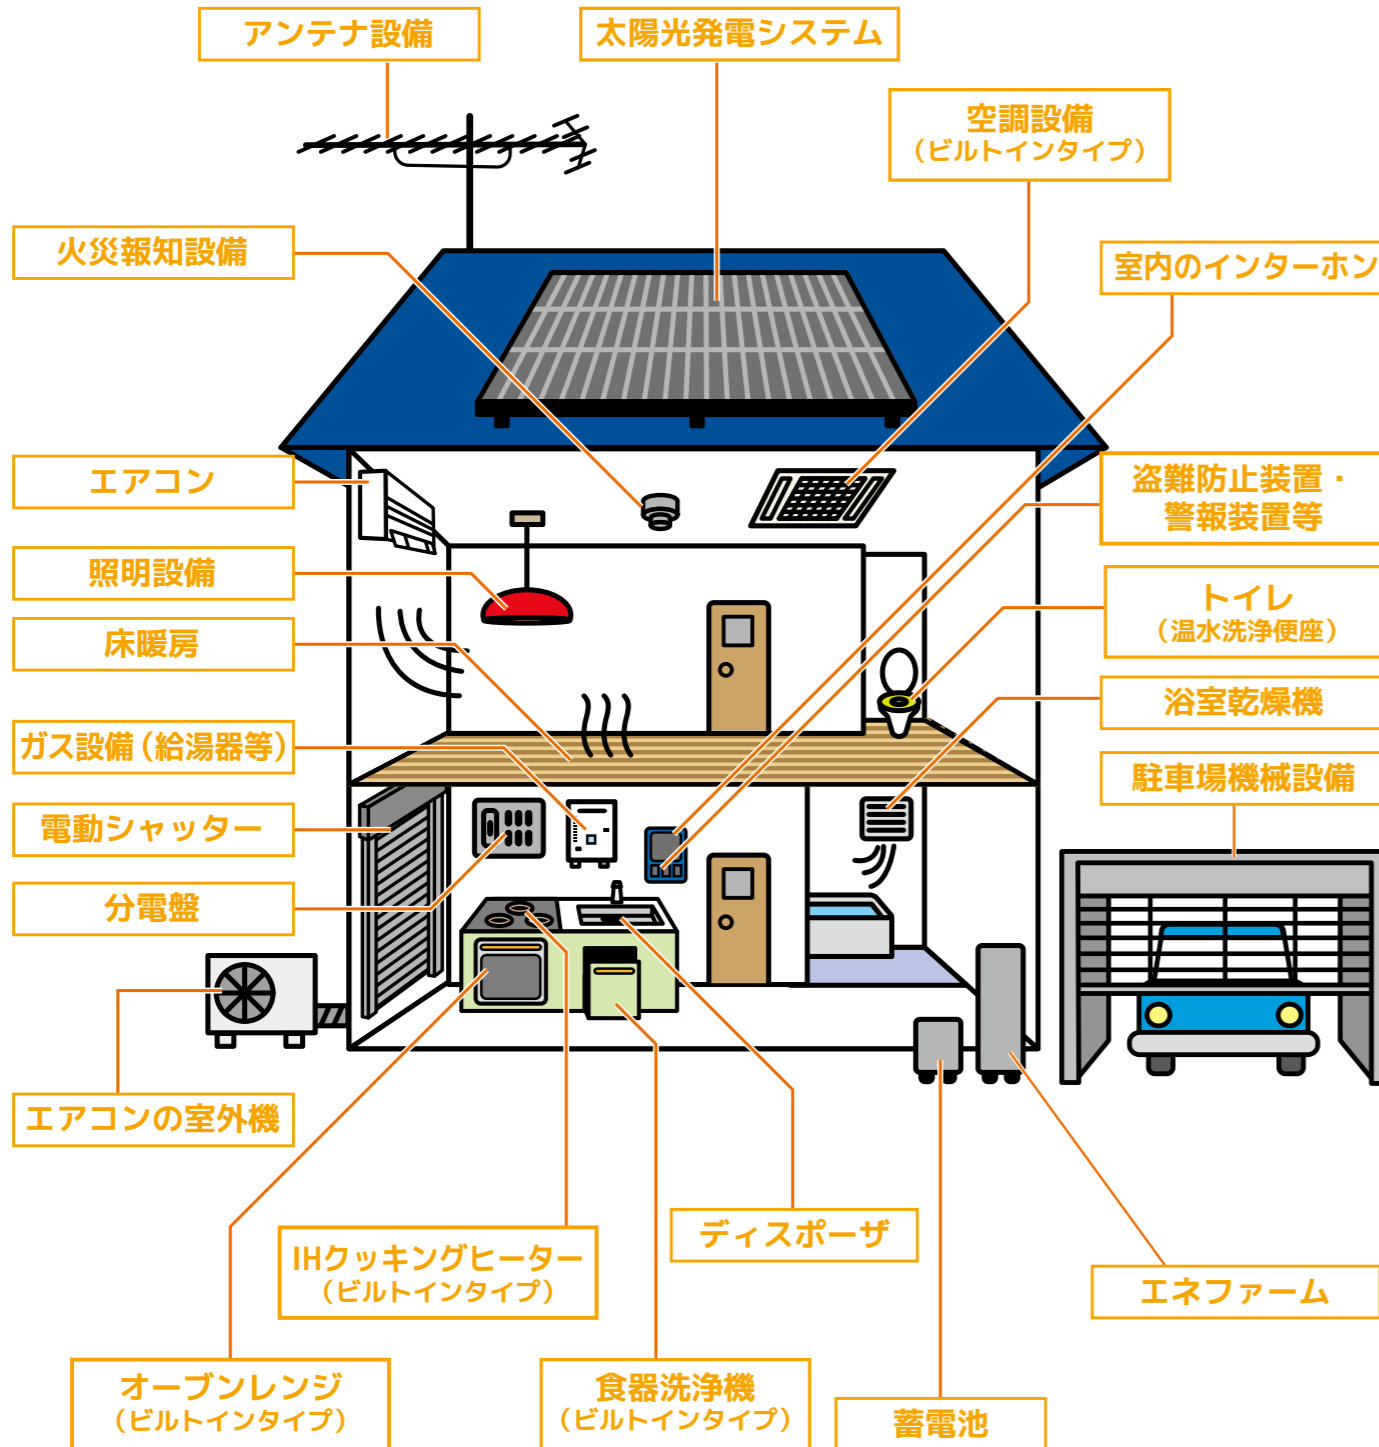 アンテナ設備
太陽光発電システム
空調設備
（ビルトインタイプ）
火災報知設備
室内のインターホン
エアコン
盗難防止装置・
警報装置等
照明設備
トイレ
（温水洗浄便座）
床暖房
浴室乾燥機
ガス設備（給湯器等）
駐車場機械設備
電動シャッター
分電盤
エアコンの室外機
ディスポーザ
IHクッキングヒーター
（ビルトインタイプ）
エネファーム
オーブンレンジ
（ビルトインタイプ）
食器洗浄機
（ビルトインタイプ）
蓄電池